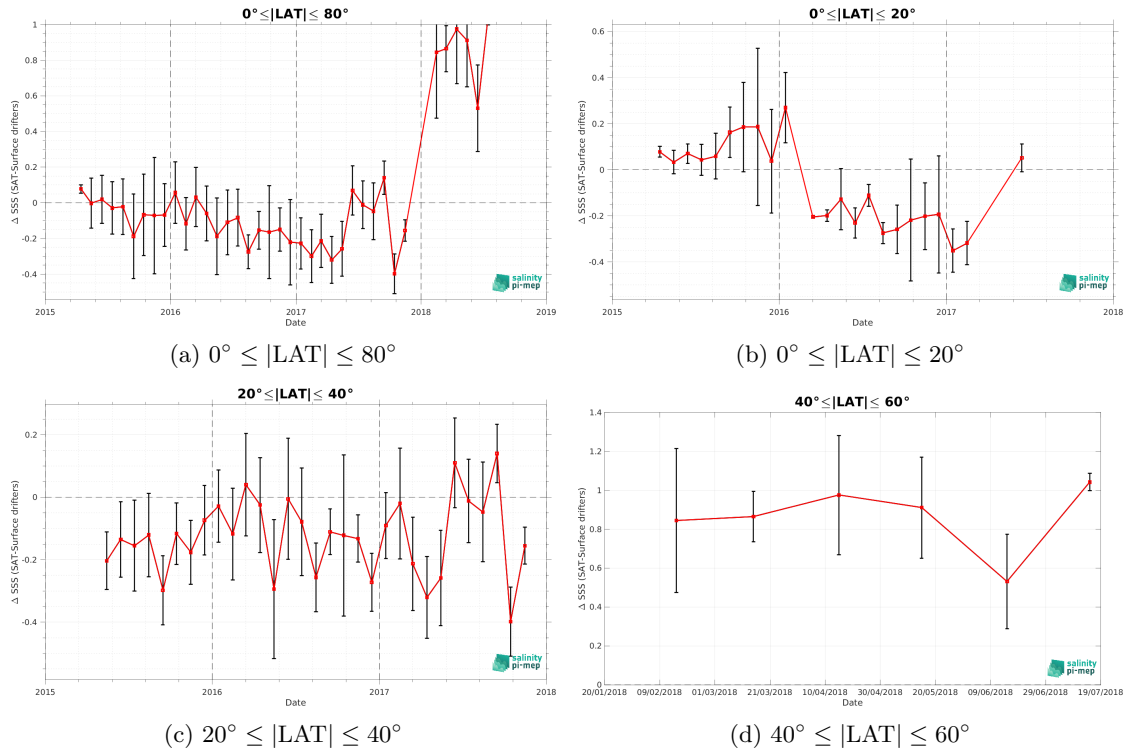 0°≤|LAT|≤ 80°
Δ SSS (SAT-Surface drifters)
1
0.8
0.6
0.4
0.2
0
-0.2
-0.4
2015
2016
2017
2018
2019
Date
salinity
pi-mep
(a) 0° ≤ |LAT| ≤ 80°
0°≤|LAT|≤ 20°
Δ SSS (SAT-Surface drifters)
0.6
0.4
0.2
0
-0.2
-0.4
2015
2016
2017
2018
Date
salinity
pi-mep
(b) 0° ≤ |LAT| ≤ 20°
20°≤|LAT|≤ 40°
Δ SSS (SAT-Surface drifters)
0.2
0
-0.2
-0.4
2015
2016
2017
2018
Date
salinity
pi-mep
(c) 20° ≤ |LAT| ≤ 40°
40°≤|LAT|≤ 60°
Δ SSS (SAT-Surface drifters)
1.4
1.2
1
0.8
0.6
0.4
0.2
0
20/01/2018
09/02/2018
01/03/2018
21/03/2018
10/04/2018
30/04/2018
20/05/2018
09/06/2018
29/06/2018
19/07/2018
Date
salinity
pi-mep
(d) 40° ≤ |LAT| ≤ 60°